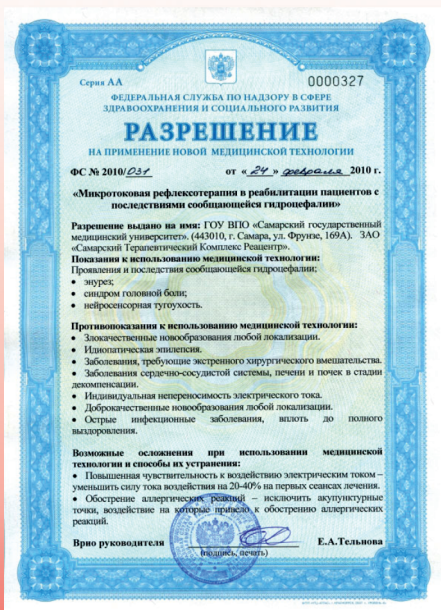 Серия АА
0000327
ФЕДЕРАЛЬНАЯ СЛУЖБА ПО НАДЗОРУ В СФЕРЕ
ЗДРАВООХРАНЕНИЯ И СОЦИАЛЬНОГО РАЗВИТИЯ
РАЗРЕШЕНИЕ
НА ПРИМЕНЕНИЕ НОВОЙ МЕДИЦИНСКОЙ ТЕХНОЛОГИИ
ФС № 2010/031 от « 24 » февраля 2010 г.
«Микротоковая рефлексотерапия в реабилитации пациентов с
последствиями сообщающейся гидроцефалии»
Разрешение выдано на имя: ГОУ ВПО «Самарский государственный
медицинский университет». (443010, г. Самара, ул. Фрунзе, 169А). ЗАО
«Самарский Терапевтический Комплекс Реацентр».
Показания к использованию медицинской технологии:
Проявления и последствия сообщающейся гидроцефалии:
• энурез;
• синдром головной боли;
• нейросенсорная тугоухость.
Противопоказания к использованию медицинской технологии:
• Злокачественные новообразования любой локализации.
• Идиопатическая эпилепсия.
• Заболевания, требующие экстренного хирургического вмешательства.
• Заболевания сердечно-сосудистой системы, печени и почек в стадии
декомпенсации.
• Индивидуальная непереносимость электрического тока.
• Доброкачественные новообразования любой локализации.
• Острые инфекционные заболевания, вплоть до полного
выздоровления.
Возможные осложнения при использовании медицинской
технологии и способы их устранения:
• Повышенная чувствительность к воздействию электрическим током –
уменьшить силу тока воздействия на 20-40% на первых сеансах лечения.
• Обострение аллергических реакций – исключить акупунктурные
точки, воздействие на которые привело к обострению аллергических
реакций.
Врио руководителя Е.А.Тельнова
(подпись, печать)